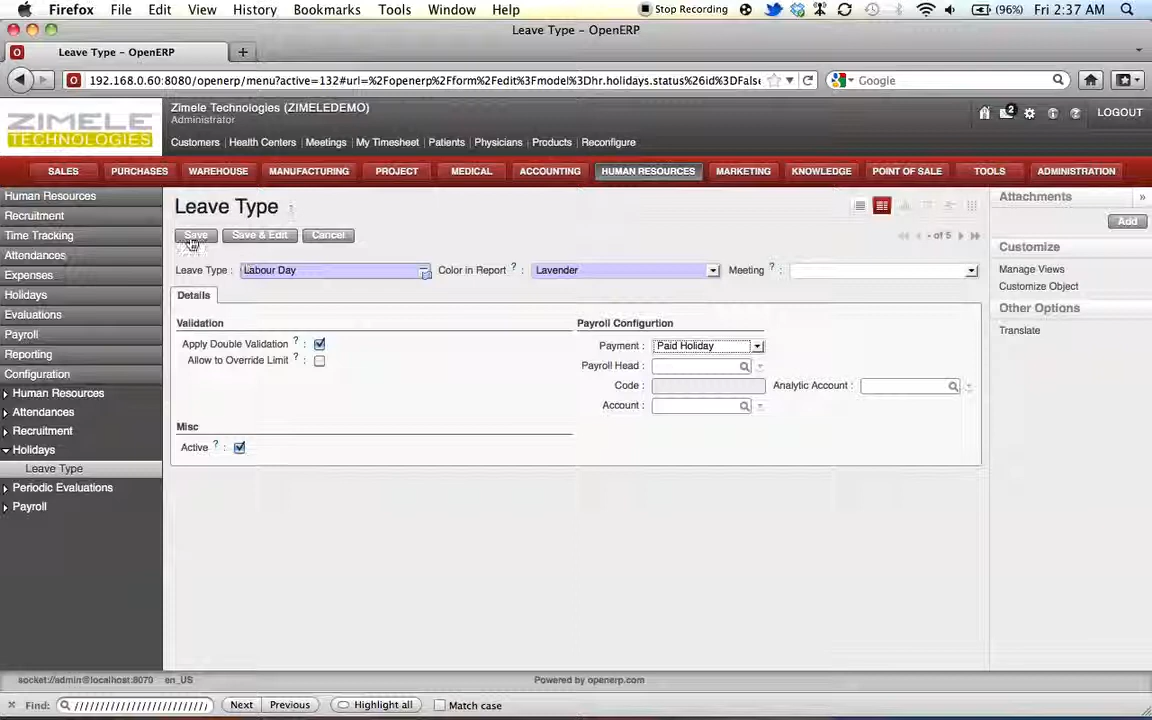 Firefox File Edit View History Bookmarks Tools Window Help Stop Recording (96%) Fri 2:37 AM
Leave Type - OpenERP
Leave Type - OpenERP
192.168.0.60:8080/openerp/menu?active=132#url=%2Fopenerp%2Fform%2Fedit%3Fmodel%3Dhr.holidays.status%26id%3DFalse Google
Zimele Technologies (ZIMELEDEMO)
Administrator
ZIMELE
TECHNOLOGIES
2 LOGOUT
Customers Health Centers Meetings My Timesheet Patients Physicians Products Reconfigure
SALES PURCHASES WAREHOUSE MANUFACTURING PROJECT MEDICAL ACCOUNTING HUMAN RESOURCES MARKETING KNOWLEDGE POINT OF SALE TOOLS ADMINISTRATION
Human Resources
Recruitment
Time Tracking
Attendances
Expenses
Holidays
Evaluations
Payroll
Reporting
Configuration
Human Resources
Attendances
Recruitment
Holidays
Leave Type
Periodic Evaluations
Payroll
Leave Type ?
Save Save & Edit Cancel - of 5
Leave Type : Labour Day Color in Report ? : Lavender Meeting ? :
Details
Validation
Apply Double Validation ? :
Allow to Override Limit ? :
Misc
Active ? :
Payroll Configurtion
Payment : Paid Holiday
Payroll Head :
Code : Analytic Account :
Account :
Attachments »
Add
Customize
Manage Views
Customize Object
Other Options
Translate
socket://admin@localhost:8070 en_US Powered by openerp.com
Find: ////////////////////////// Next Previous Highlight all Match case